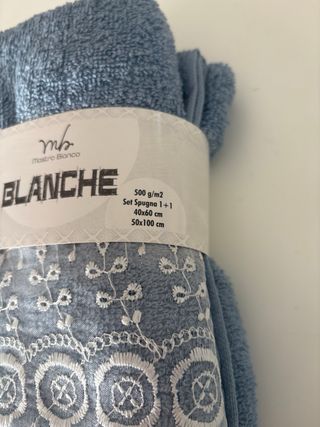 mb
Mastro Bianco
BLANCHE
500 g/m2
Set Spugna 1+1
40x60 cm
50x100 cm